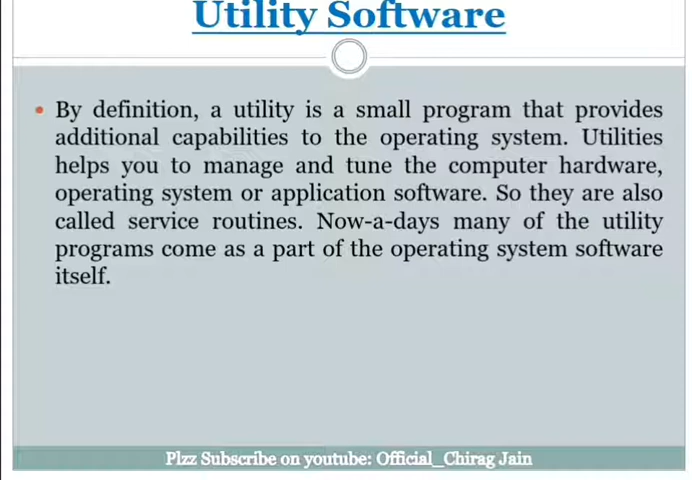 Utility Software
• By definition, a utility is a small program that provides
additional capabilities to the operating system. Utilities
helps you to manage and tune the computer hardware,
operating system or application software. So they are also
called service routines. Now-a-days many of the utility
programs come as a part of the operating system software
itself.
Plzz Subscribe on youtube: Official_Chirag Jain